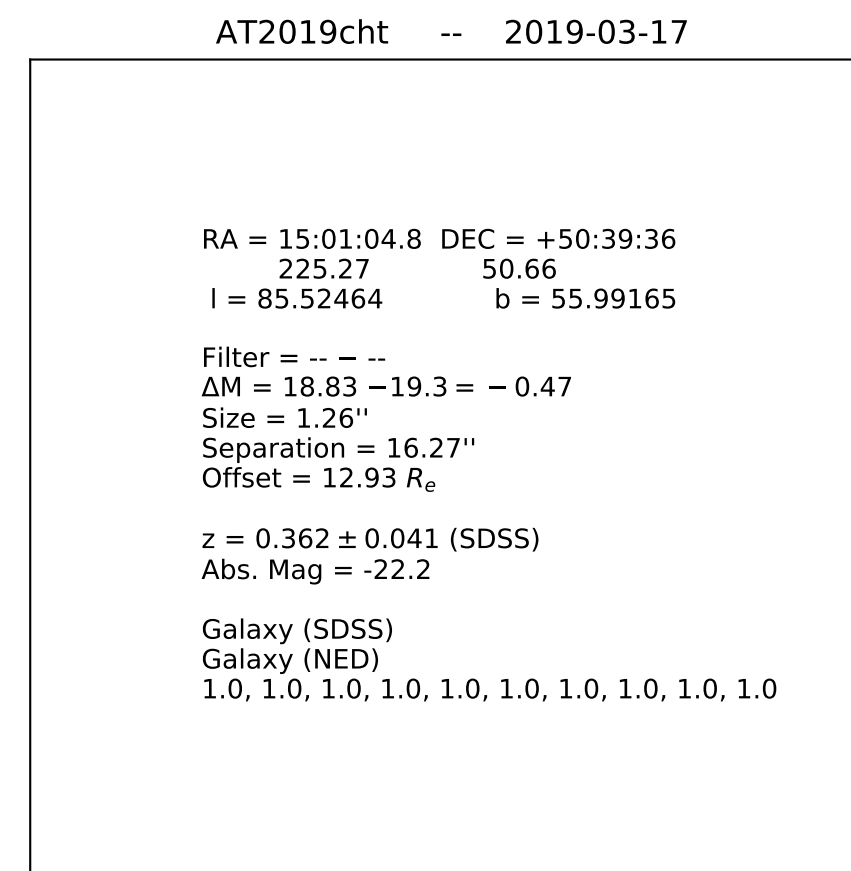 AT2019cht -- 2019-03-17
RA = 15:01:04.8 DEC = +50:39:36
225.27 50.66
l = 85.52464 b = 55.99165
Filter = -- − --
ΔM = 18.83 −19.3 = − 0.47
Size = 1.26''
Separation = 16.27''
Offset = 12.93 Rₑ
z = 0.362 ± 0.041 (SDSS)
Abs. Mag = -22.2
Galaxy (SDSS)
Galaxy (NED)
1.0, 1.0, 1.0, 1.0, 1.0, 1.0, 1.0, 1.0, 1.0, 1.0